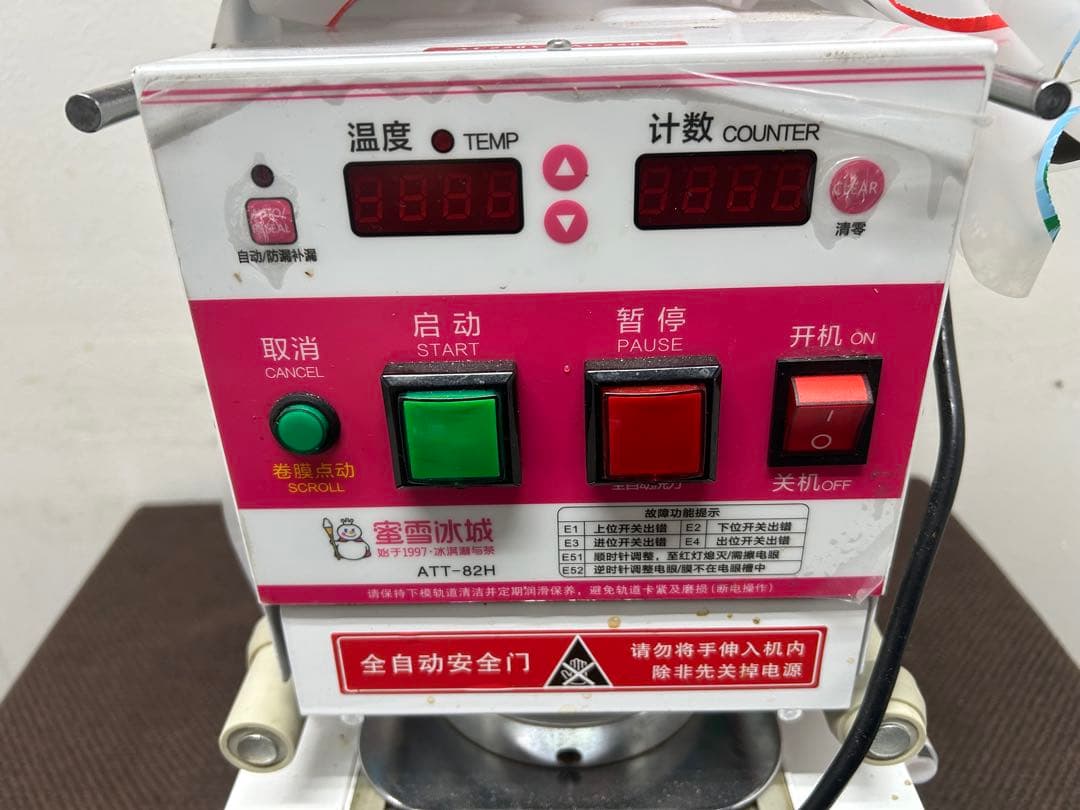 温度 TEMP
计数 COUNTER
CLEAR
清零
自动/防漏补漏
启动
START
暂停
PAUSE
开机 ON
取消
CANCEL
卷膜点动
SCROLL
关机OFF
蜜雪冰城
始于1997·冰淇淋与茶
ATT-82H
故障功能提示
E1 上位开关出错 E2 下位开关出错
E3 进位开关出错 E4 出位开关出错
E51 顺时针调整，至红灯熄灭/需擦电眼
E52 逆时针调整电眼/膜不在电眼槽中
请保持下模轨道清洁并定期润滑保养，避免轨道卡紧及磨损(断电操作)
全自动安全门
请勿将手伸入机内
除非先关掉电源